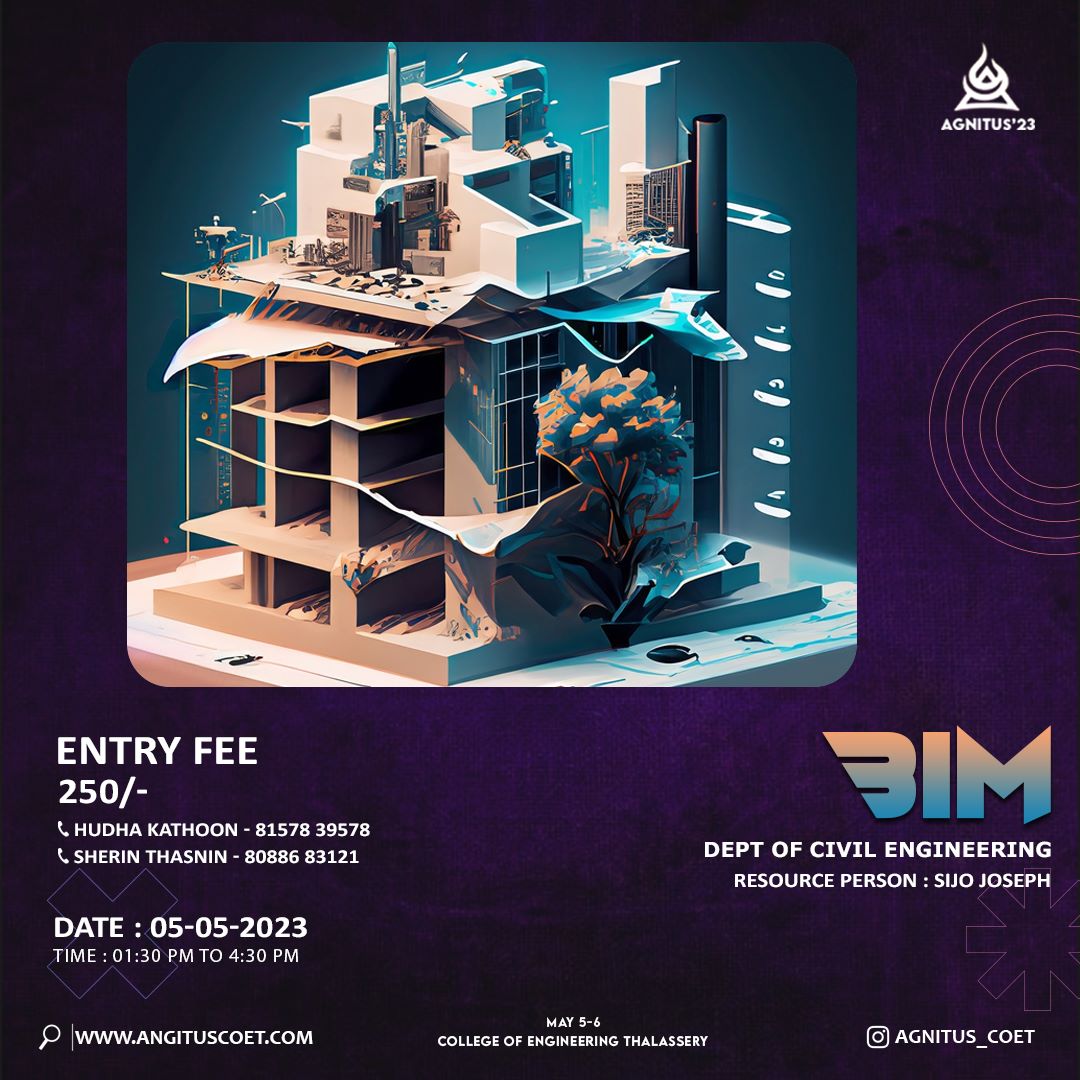 AGNITUS'23
ENTRY FEE
250/-
HUDHA KATHOON - 81578 39578
SHERIN THASNIN - 80886 83121
DATE : 05-05-2023
TIME : 01:30 PM TO 4:30 PM
BIM
DEPT OF CIVIL ENGINEERING
RESOURCE PERSON : SIJO JOSEPH
WWW.ANGITUSCOET.COM
MAY 5-6
COLLEGE OF ENGINEERING THALASSERY
AGNITUS_COET